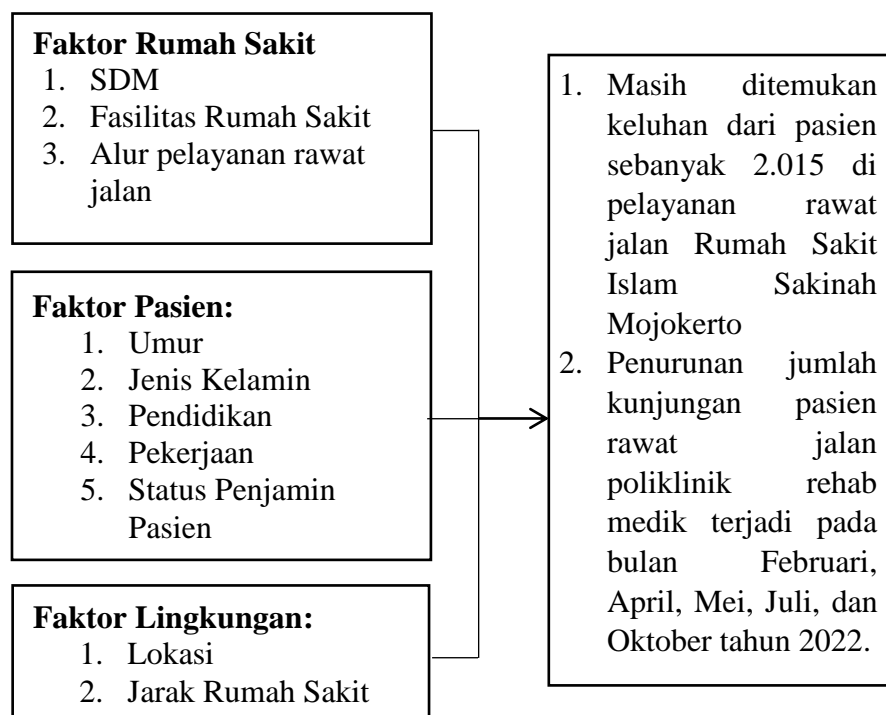 Faktor Rumah Sakit
1. SDM
2. Fasilitas Rumah Sakit
3. Alur pelayanan rawat
jalan
Faktor Pasien:
1. Umur
2. Jenis Kelamin
3. Pendidikan
4. Pekerjaan
5. Status Penjamin
Pasien
Faktor Lingkungan:
1. Lokasi
2. Jarak Rumah Sakit
1. Masih ditemukan
keluhan dari pasien
sebanyak 2.015 di
pelayanan rawat
jalan Rumah Sakit
Islam Sakinah
Mojokerto
2. Penurunan jumlah
kunjungan pasien
rawat jalan
poliklinik rehab
medik terjadi pada
bulan Februari,
April, Mei, Juli, dan
Oktober tahun 2022.